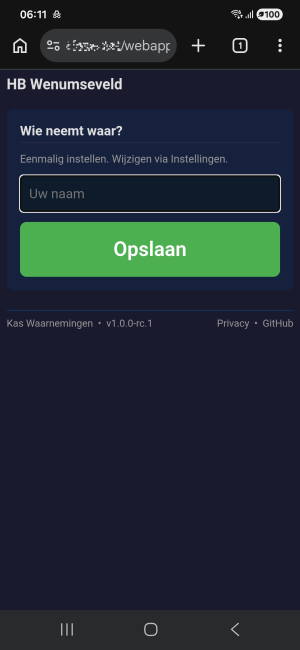 06:11
100
/webapp
1
HB Wenumseveld
Wie neemt waar?
Eenmalig instellen. Wijzigen via Instellingen.
Uw naam
Opslaan
Kas Waarnemingen • v1.0.0-rc.1
Privacy • GitHub